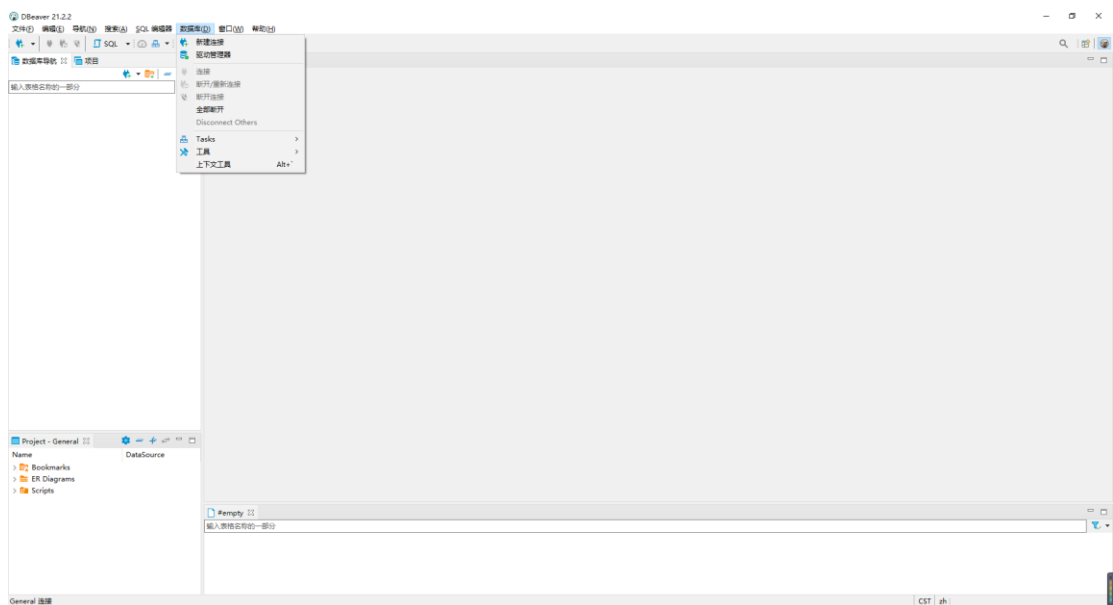 DBeaver 21.2.2
文件(F) 编辑(E) 导航(N) 搜索(A) SQL 编辑器 数据库(D) 窗口(W) 帮助(H)
SQL
新建连接
驱动管理器
连接
断开/重新连接
断开连接
全部断开
Disconnect Others
Tasks
工具
上下文工具 Alt+`
数据库导航 项目
输入表格名称的一部分
Project - General
Name DataSource
Bookmarks
ER Diagrams
Scripts
#empty
输入表格名称的一部分
General 连接 CST zh